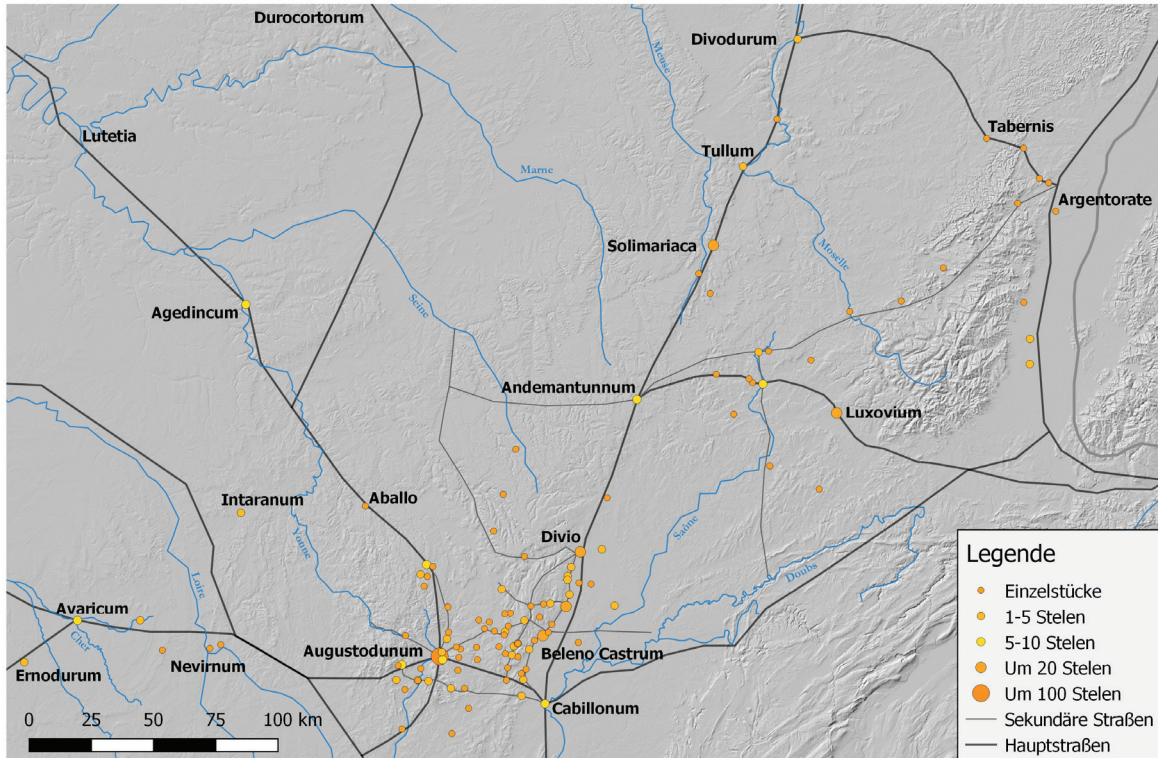 Durocortorum
Divodurum
Meuse
Lutetia
Tabernis
Tullum
Marne
Argentorate
Solimariaca
Moselle
Seine
Agedincum
Andemantunnum
Luxovium
Intaranum
Aballo
Yonne
Divio
Saône
Doubs
Loire
Avaricum
Cher
Nevirnum
Ernodurum
Augustodunum
Beleno Castrum
Cabillonum
0 25 50 75 100 km
Legende
Einzelstücke
1-5 Stelen
5-10 Stelen
Um 20 Stelen
Um 100 Stelen
Sekundäre Straßen
Hauptstraßen